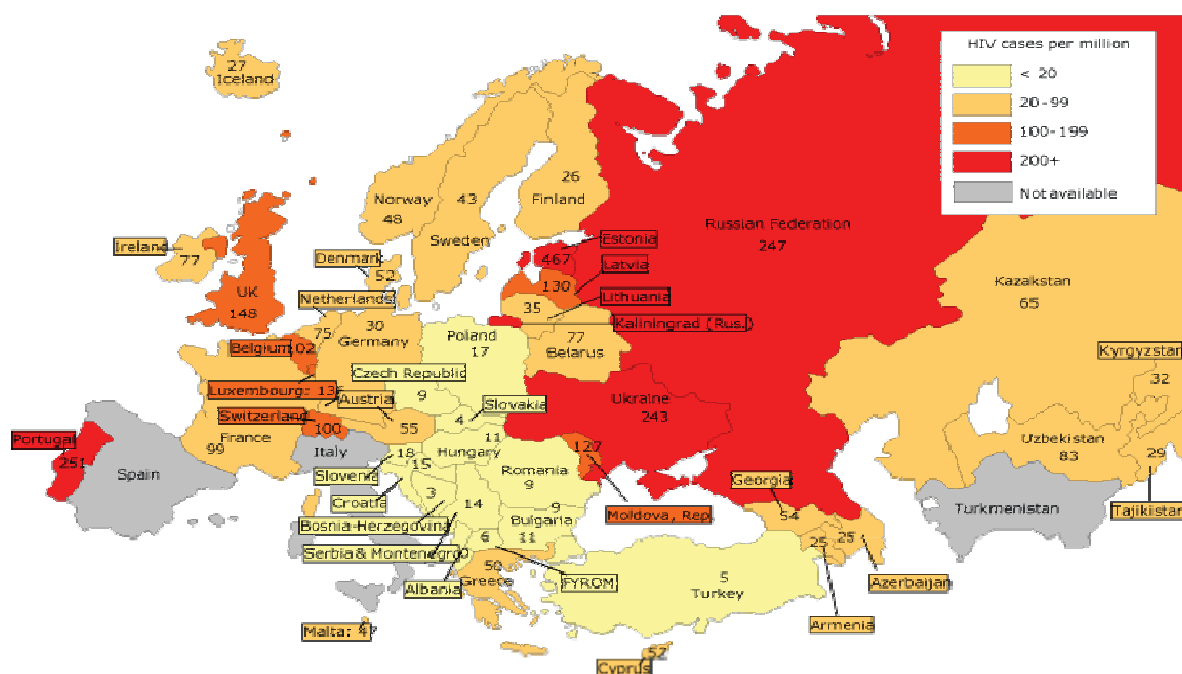 HIV cases per million
< 20
20-99
100-199
200+
Not available
27
Iceland
26
Finland
43
Sweden
Norway
48
Russian Federation
247
Estonia
467
Latvia
130
Lithuania
35
Kaliningrad (Rus.)
Ireland
77
UK
148
Denmark
52
Netherlands
75
30
Germany
Poland
17
77
Belarus
Kazakstan
65
Kyrgyzstan
32
Uzbekistan
83
29
Tajikistan
Turkmenistan
Belgium
Luxembourg:
Czech Republic
9
Austria
55
Slovakia
4
Ukraine
243
Switzerland
100
France
99
Portugal
251
Spain
Italy
11
Hungary
18
Slovenia
15
Croatia
Romania
9
127
Moldova, Rep.
3
Bosnia-Herzegovina
14
Serbia & Montenegro
9
Bulgaria
11
6
FYROM
Albania
50
Greece
Georgia
54
25
25
Azerbaijan
Armenia
5
Turkey
Malta: 47
57
Cyprus